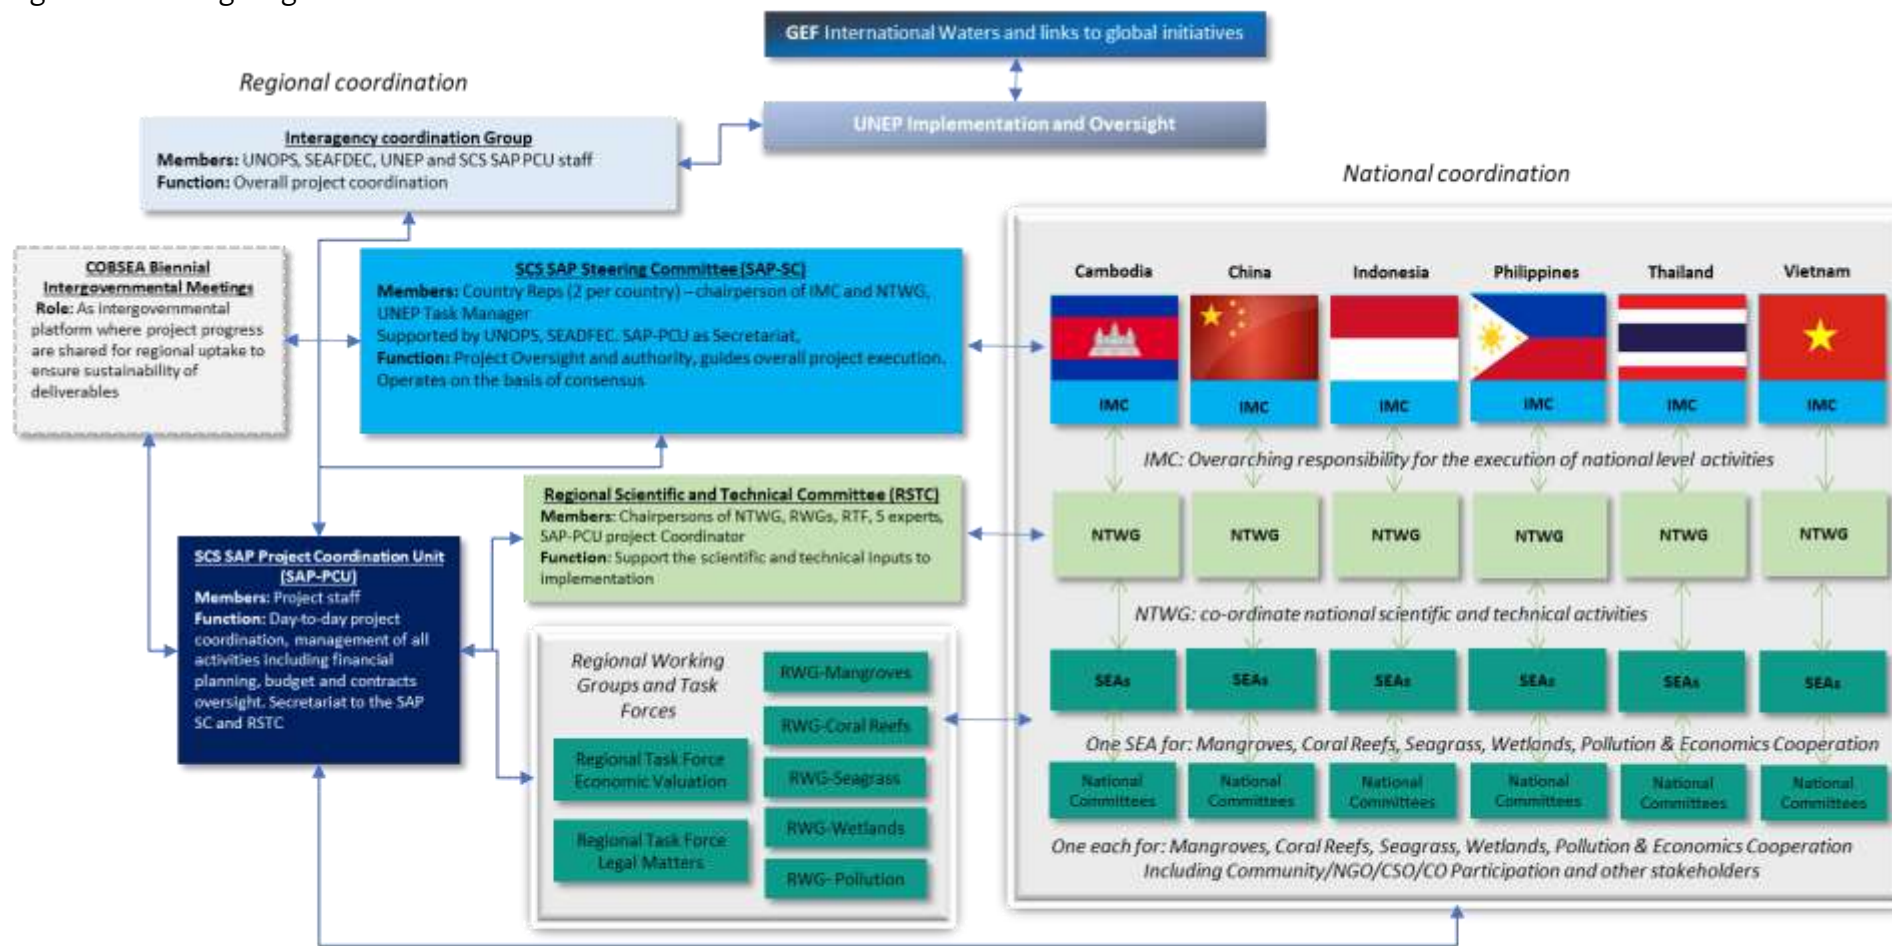 GEF International Waters and links to global initiatives
Regional coordination
UNEP Implementation and Oversight
Interagency coordination Group
Members: UNOPS, SEAFDEC, UNEP and SCS SAP PCU staff
Function: Overall project coordination
National coordination
COBSEA Biennial
Intergovernmental Meetings
Role: As intergovernmental
platform where project progress
are shared for regional uptake to
ensure sustainability of
deliverables
SCS SAP Steering Committee (SAP-SC)
Members: Country Reps (2 per country) – chairperson of IMC and NTWG,
UNEP Task Manager
Supported by UNOPS, SEADFEC. SAP-PCU as Secretariat,
Function: Project Oversight and authority, guides overall project execution.
Operates on the basis of consensus
Cambodia China Indonesia Philippines Thailand Vietnam
IMC IMC IMC IMC IMC IMC
IMC: Overarching responsibility for the execution of national level activities
Regional Scientific and Technical Committee (RSTC)
Members: Chairpersons of NTWG, RWGs, RTF, 5 experts,
SAP-PCU project Coordinator
Function: Support the scientific and technical inputs to
implementation
NTWG NTWG NTWG NTWG NTWG NTWG
NTWG: co-ordinate national scientific and technical activities
SCS SAP Project Coordination Unit
(SAP-PCU)
Members: Project staff
Function: Day-to-day project
coordination, management of all
activities including financial
planning, budget and contracts
oversight. Secretariat to the SAP
SC and RSTC
Regional Working
Groups and Task
Forces
Regional Task Force
Economic Valuation
Regional Task Force
Legal Matters
RWG-Mangroves
RWG-Coral Reefs
RWG-Seagrass
RWG-Wetlands
RWG- Pollution
SEAs SEAs SEAs SEAs SEAs SEAs
One SEA for: Mangroves, Coral Reefs, Seagrass, Wetlands, Pollution & Economics Cooperation
National National National National National National
Committees Committees Committees Committees Committees Committees
One each for: Mangroves, Coral Reefs, Seagrass, Wetlands, Pollution & Economics Cooperation
Including Community/NGO/CSO/CO Participation and other stakeholders